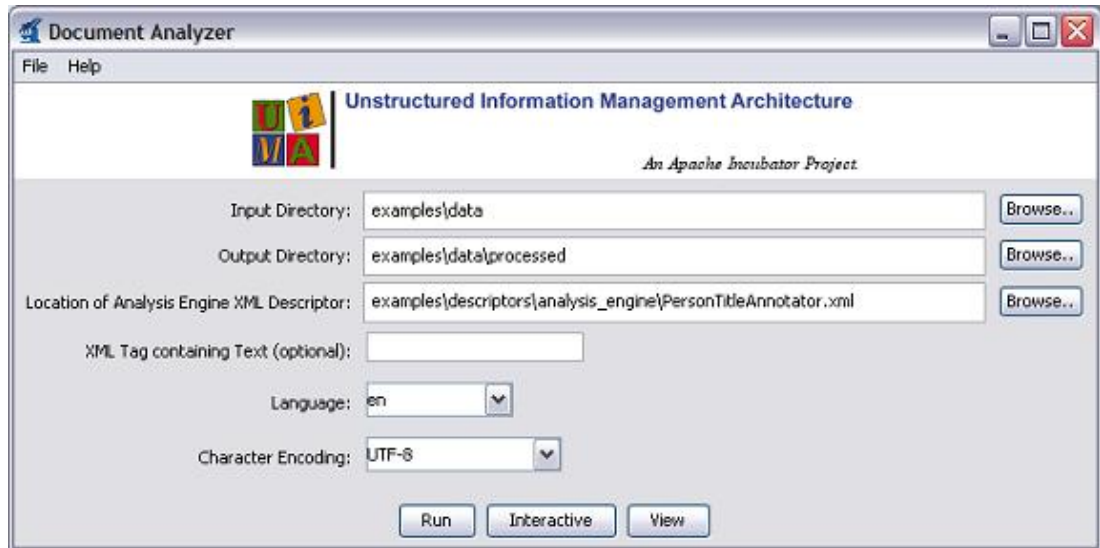 Document Analyzer
File Help
UiMA
Unstructured Information Management Architecture
An Apache Incubator Project
Input Directory: examples\data Browse..
Output Directory: examples\data\processed Browse..
Location of Analysis Engine XML Descriptor: examples\descriptors\analysis_engine\PersonTitleAnnotator.xml Browse..
XML Tag containing Text (optional):
Language: en
Character Encoding: UTF-8
Run Interactive View